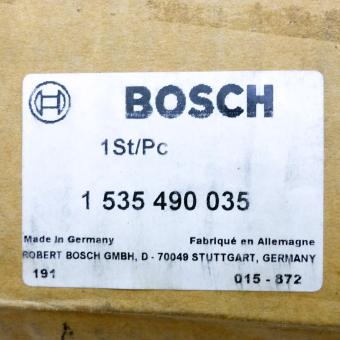 BOSCH
1St/Pc
1 535 490 035
Made in Germany Fabriqué en Allemagne
ROBERT BOSCH GMBH, D - 70049 STUTTGART, GERMANY
191 015 - 872